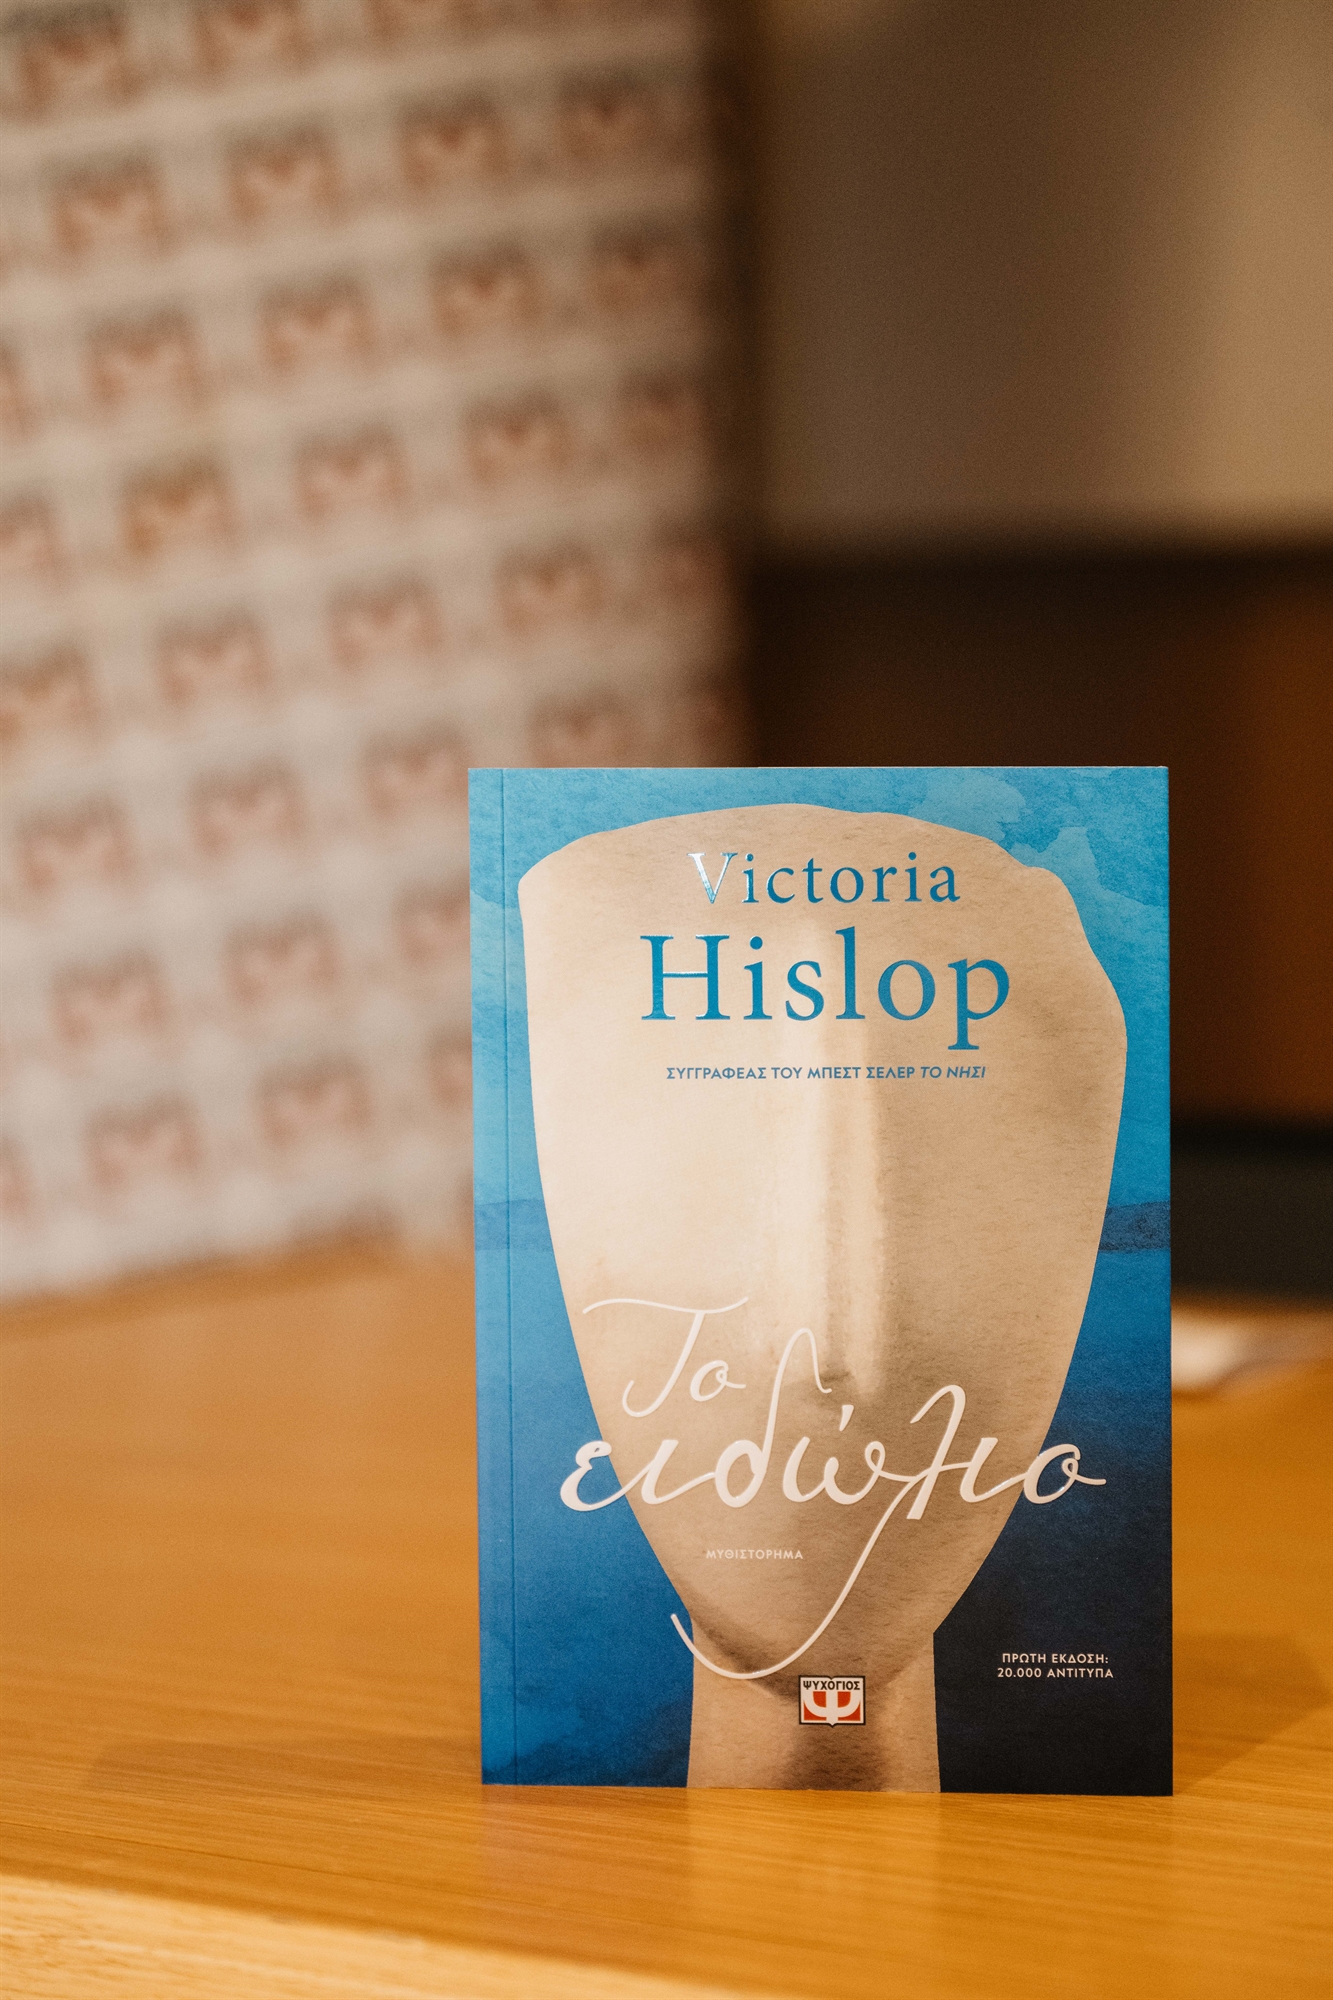 Victoria
Hislop
ΣΥΓΓΡΑΦΕΑΣ ΤΟΥ ΜΠΕΣΤ ΣΕΛΕΡ ΤΟ ΝΗΣΙ
Το
ειδώλιο
ΜΥΘΙΣΤΟΡΗΜΑ
ΠΡΩΤΗ ΕΚΔΟΣΗ:
20.000 ΑΝΤΙΤΥΠΑ
ΨΥΧΟΓΙΟΣ